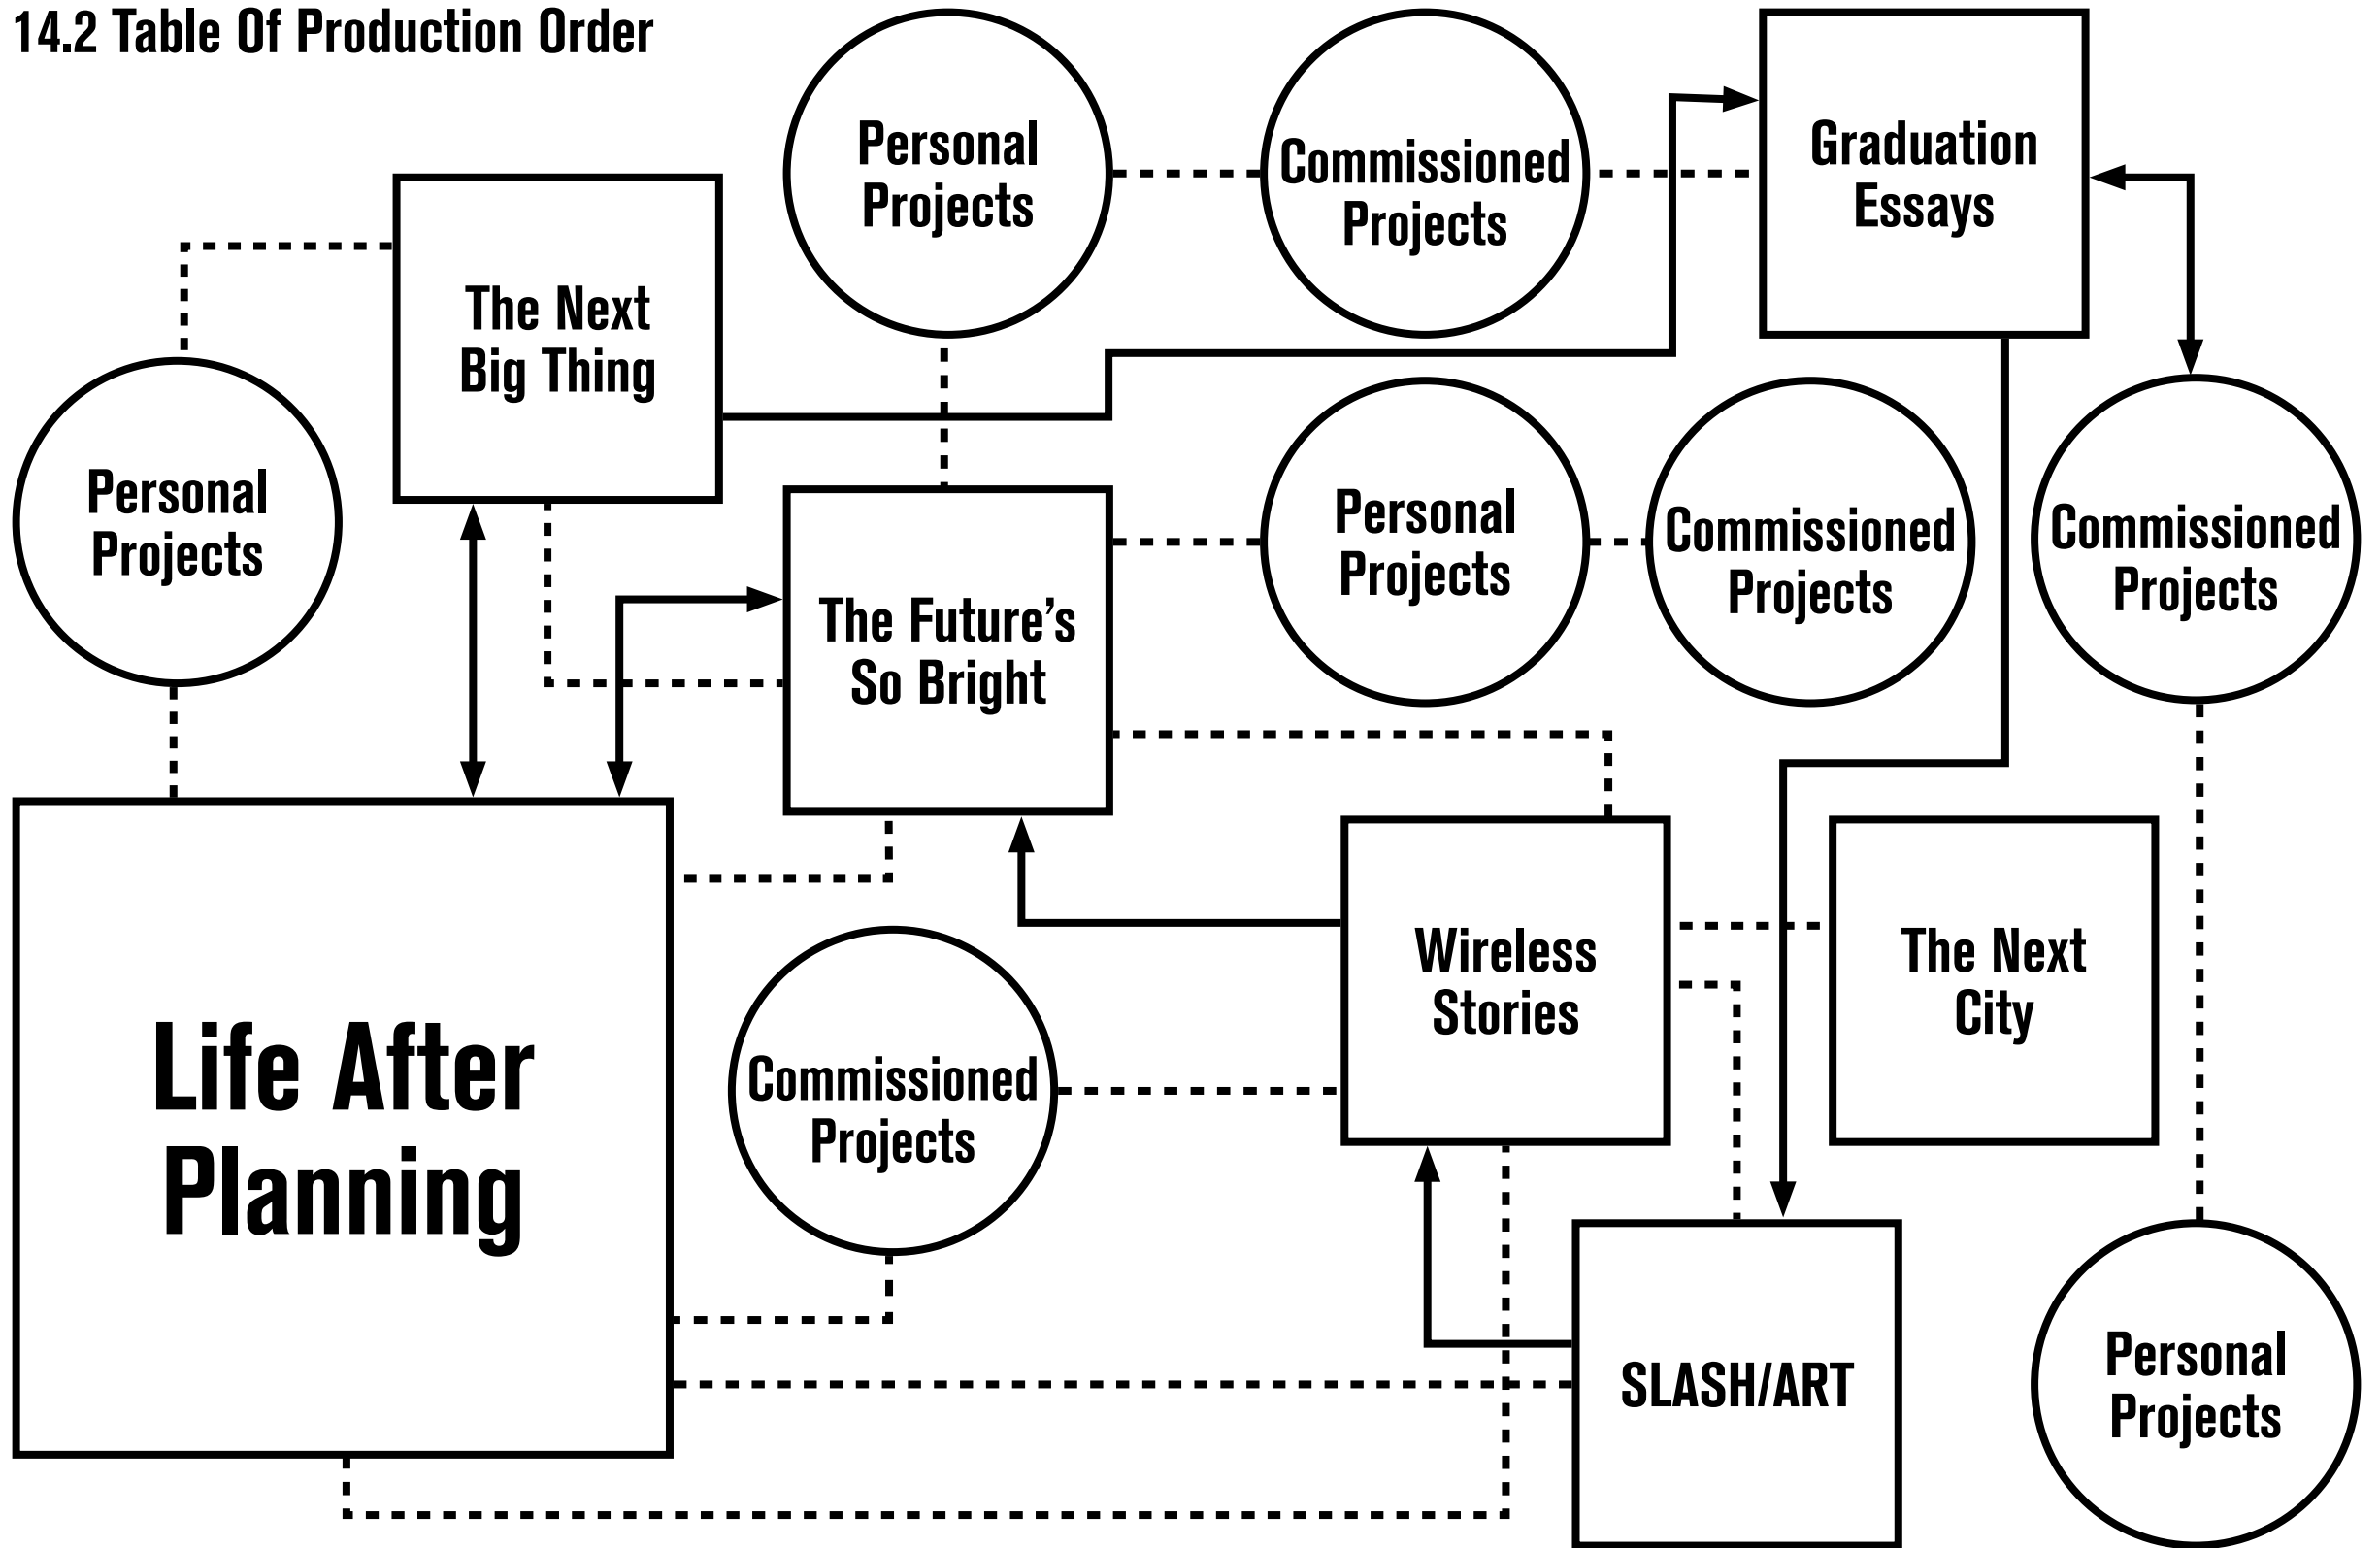 14.2 Table Of Production Order
Personal
Projects
Commissioned
Projects
Graduation
Essays
The Next
Big Thing
Personal
Projects
Personal
Projects
Commissioned
Projects
Commissioned
Projects
The Future’s
So Bright
Wireless
Stories
The Next
City
Life After
Planning
Commissioned
Projects
SLASH/ART
Personal
Projects